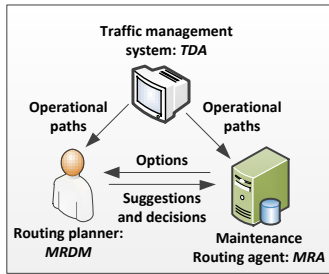 Traffic management
system: TDA
Operational
paths
Operational
paths
Options
Suggestions
and decisions
Routing planner:
MRDM
Maintenance
Routing agent: MRA